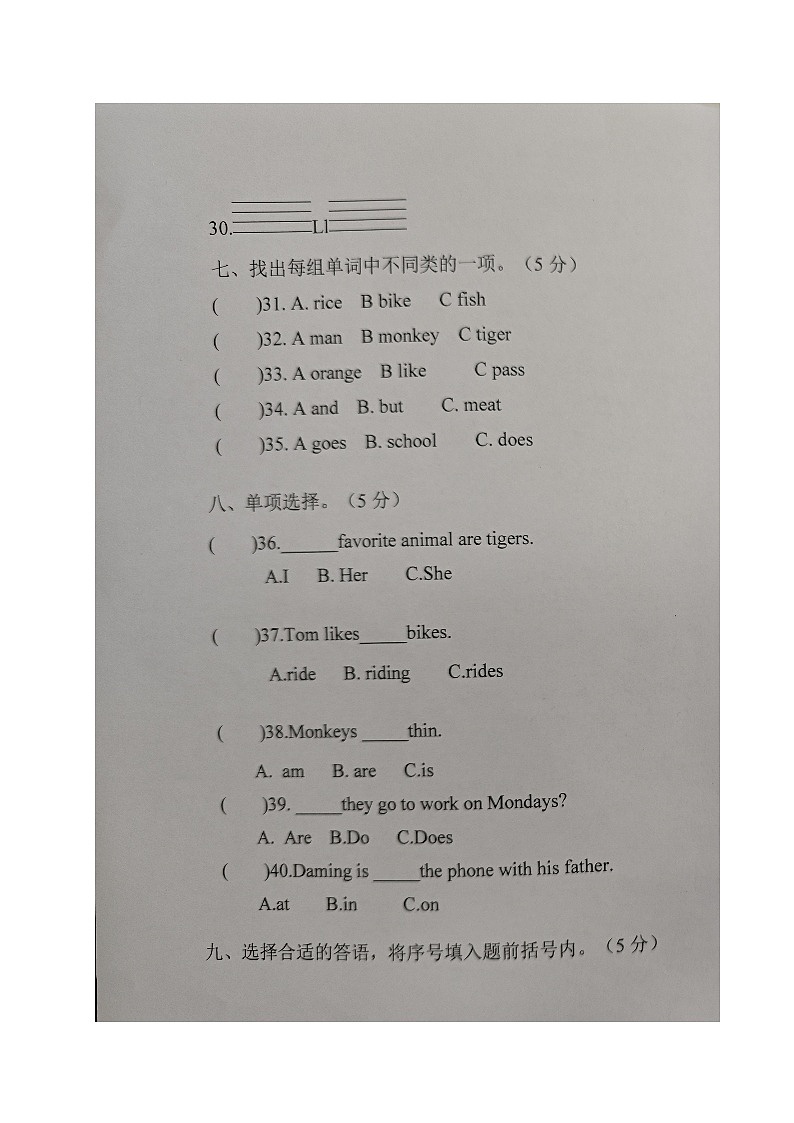 30.________Ll________
七、找出每组单词中不同类的一项。（5 分）
(      )31. A. rice   B bike   C fish
(      )32. A man   B monkey   C tiger
(      )33. A orange   B like   C pass
(      )34. A and   B. but   C. meat
(      )35. A goes   B. school   C. does
八、单项选择。（5 分）
(      )36.______favorite animal are tigers.
A.I   B. Her   C.She
(      )37.Tom likes_____bikes.
A.ride   B. riding   C.rides
(      )38.Monkeys _____thin.
A.  am   B. are   C.is
(      )39. _____they go to work on Mondays?
A.  Are   B.Do   C.Does
(      )40.Daming is _____the phone with his father.
A.at   B.in   C.on
九、选择合适的答语，将序号填入题前括号内。（5 分）